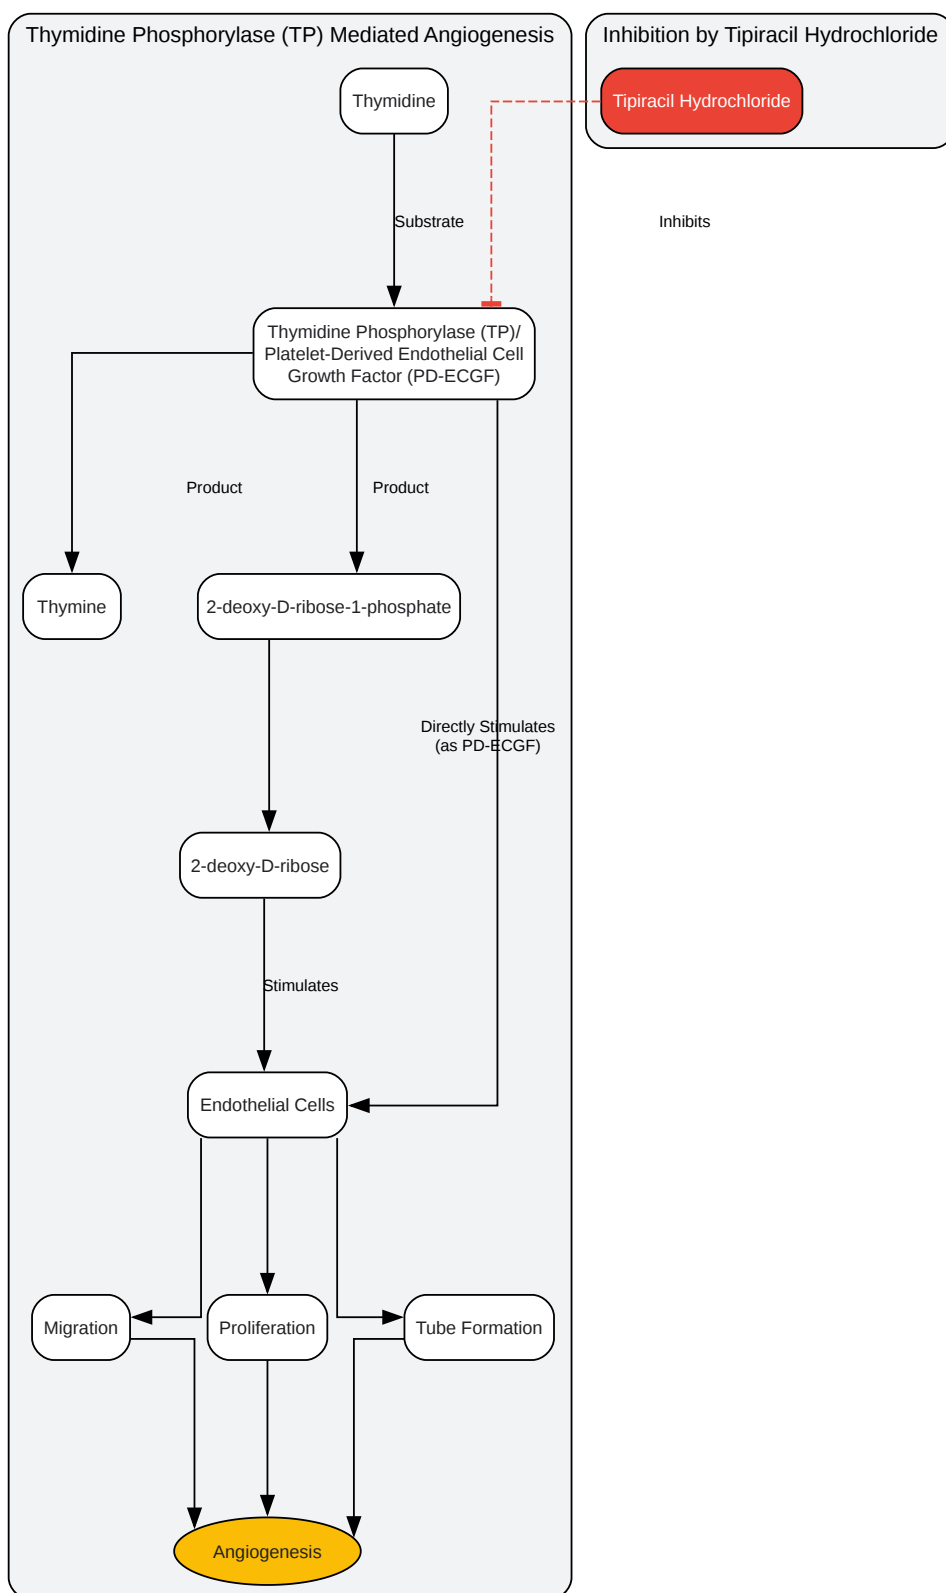 Thymidine Phosphorylase (TP) Mediated Angiogenesis
Inhibition by Tipiracil Hydrochloride
Thymidine
Tipiracil Hydrochloride
Substrate
Inhibits
Thymidine Phosphorylase (TP)/
Platelet-Derived Endothelial Cell
Growth Factor (PD-ECGF)
Product
Product
Thymine
2-deoxy-D-ribose-1-phosphate
Directly Stimulates
(as PD-ECGF)
2-deoxy-D-ribose
Stimulates
Endothelial Cells
Migration
Proliferation
Tube Formation
Angiogenesis